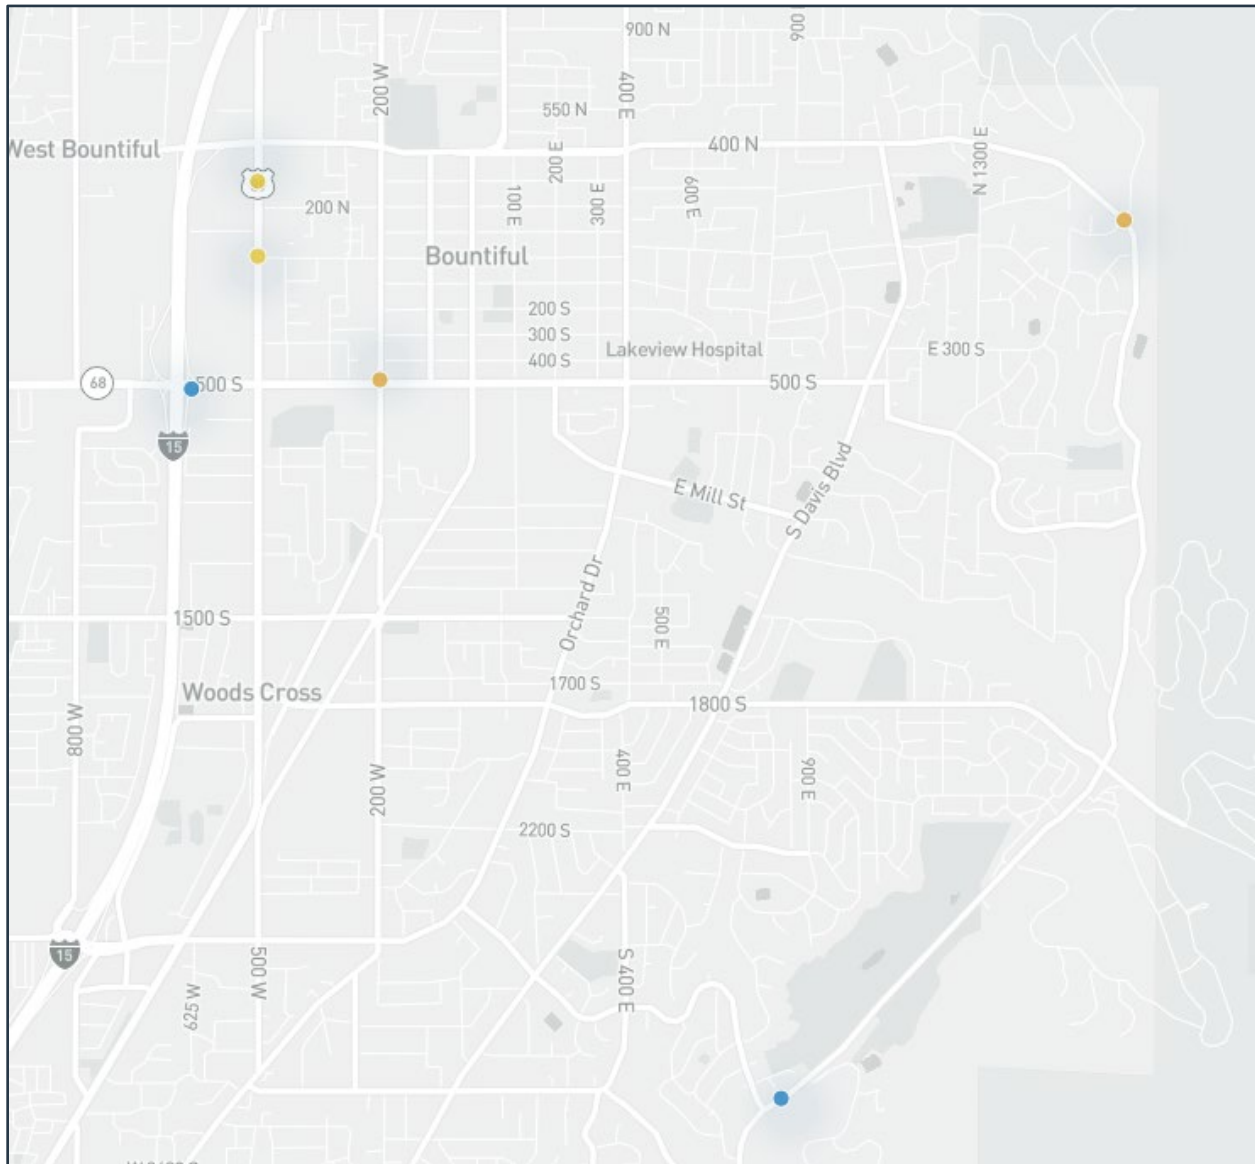 900 N
900
200 W
400 E
550 N
West Bountiful
400 N
200 E
N 1300 E
200 N
100 E
300 E
600 E
Bountiful
200 S
300 S
400 S
Lakeview Hospital
E 300 S
68
500 S
500 S
15
E Mill St
S Davis Blvd
Orchard Dr
1500 S
500 E
1700 S
Woods Cross
1800 S
800 W
200 W
400 E
900 E
2200 S
15
500 W
S 400 E
625 W